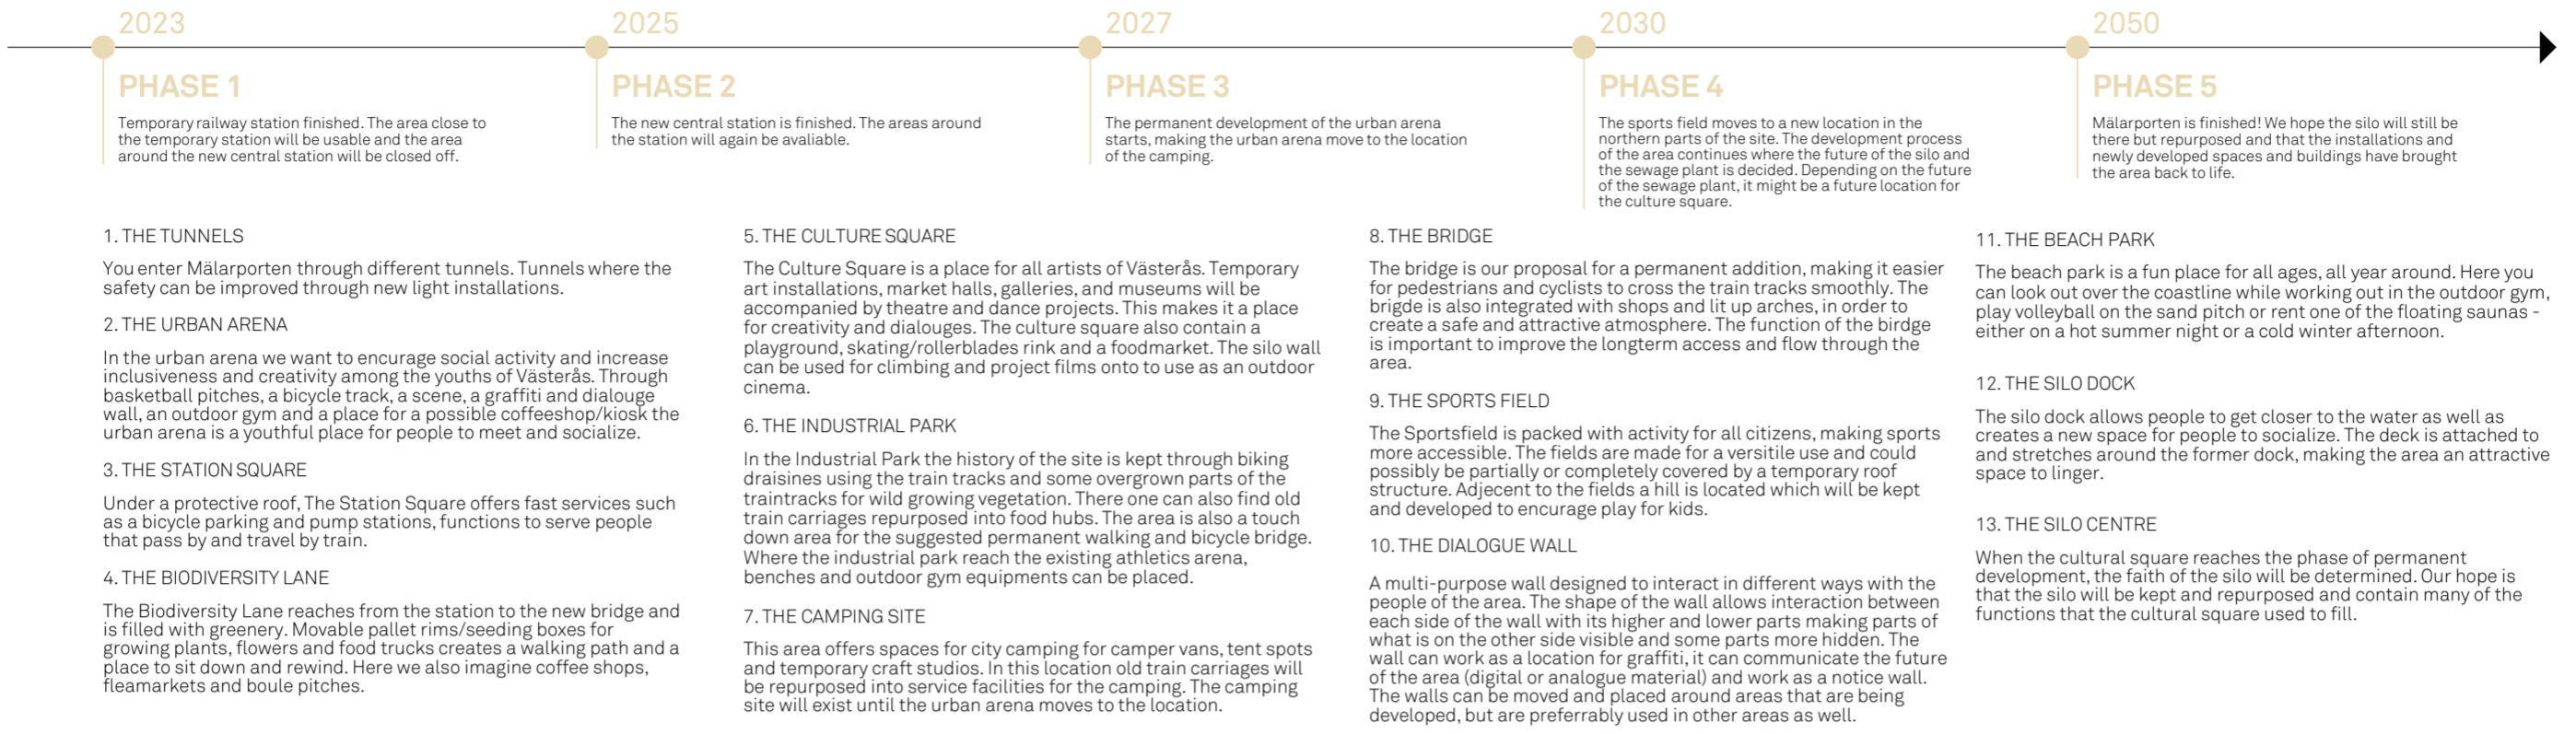 2023
PHASE 1
Temporary railway station finished. The area close to
the temporary station will be usable and the area
around the new central station will be closed off.
2025
PHASE 2
The new central station is finished. The areas around
the station will again be avaliable.
2027
PHASE 3
The permanent development of the urban arena
starts, making the urban arena move to the location
of the camping.
2030
PHASE 4
The sports field moves to a new location in the
northern parts of the site. The development process
of the area continues where the future of the silo and
the sewage plant is decided. Depending on the future
of the sewage plant, it might be a future location for
the culture square.
2050
PHASE 5
Mälarporten is finished! We hope the silo will still be
there but repurposed and that the installations and
newly developed spaces and buildings have brought
the area back to life.
1. THE TUNNELS
You enter Mälarporten through different tunnels. Tunnels where the
safety can be improved through new light installations.
2. THE URBAN ARENA
In the urban arena we want to encurage social activity and increase
inclusiveness and creativity among the youths of Västerås. Through
basketball pitches, a bicycle track, a scene, a graffiti and dialouge
wall, an outdoor gym and a place for a possible coffeeshop/kiosk the
urban arena is a youthful place for people to meet and socialize.
3. THE STATION SQUARE
Under a protective roof, The Station Square offers fast services such
as a bicycle parking and pump stations, functions to serve people
that pass by and travel by train.
4. THE BIODIVERSITY LANE
The Biodiversity Lane reaches from the station to the new bridge and
is filled with greenery. Movable pallet rims/seeding boxes for
growing plants, flowers and food trucks creates a walking path and a
place to sit down and rewind. Here we also imagine coffee shops,
fleamarkets and boule pitches.
5. THE CULTURE SQUARE
The Culture Square is a place for all artists of Västerås. Temporary
art installations, market halls, galleries, and museums will be
accompanied by theatre and dance projects. This makes it a place
for creativity and dialouges. The culture square also contain a
playground, skating/rollerblades rink and a foodmarket. The silo wall
can be used for climbing and project films onto to use as an outdoor
cinema.
6. THE INDUSTRIAL PARK
In the Industrial Park the history of the site is kept through biking
draisines using the train tracks and some overgrown parts of the
traintracks for wild growing vegetation. There one can also find old
train carriages repurposed into food hubs. The area is also a touch
down area for the suggested permanent walking and bicycle bridge.
Where the industrial park reach the existing athletics arena,
benches and outdoor gym equipments can be placed.
7. THE CAMPING SITE
This area offers spaces for city camping for camper vans, tent spots
and temporary craft studios. In this location old train carriages will
be repurposed into service facilities for the camping. The camping
site will exist until the urban arena moves to the location.
8. THE BRIDGE
The bridge is our proposal for a permanent addition, making it easier
for pedestrians and cyclists to cross the train tracks smoothly. The
brigde is also integrated with shops and lit up arches, in order to
create a safe and attractive atmosphere. The function of the birdge
is important to improve the longterm access and flow through the
area.
9. THE SPORTS FIELD
The Sportsfield is packed with activity for all citizens, making sports
more accessible. The fields are made for a versitile use and could
possibly be partially or completely covered by a temporary roof
structure. Adjecent to the fields a hill is located which will be kept
and developed to encurage play for kids.
10. THE DIALOGUE WALL
A multi-purpose wall designed to interact in different ways with the
people of the area. The shape of the wall allows interaction between
each side of the wall with its higher and lower parts making parts of
what is on the other side visible and some parts more hidden. The
wall can work as a location for graffiti, it can communicate the future
of the area (digital or analogue material) and work as a notice wall.
The walls can be moved and placed around areas that are being
developed, but are preferrably used in other areas as well.
11. THE BEACH PARK
The beach park is a fun place for all ages, all year around. Here you
can look out over the coastline while working out in the outdoor gym,
play volleyball on the sand pitch or rent one of the floating saunas -
either on a hot summer night or a cold winter afternoon.
12. THE SILO DOCK
The silo dock allows people to get closer to the water as well as
creates a new space for people to socialize. The deck is attached to
and stretches around the former dock, making the area an attractive
space to linger.
13. THE SILO CENTRE
When the cultural square reaches the phase of permanent
development, the faith of the silo will be determined. Our hope is
that the silo will be kept and repurposed and contain many of the
functions that the cultural square used to fill.